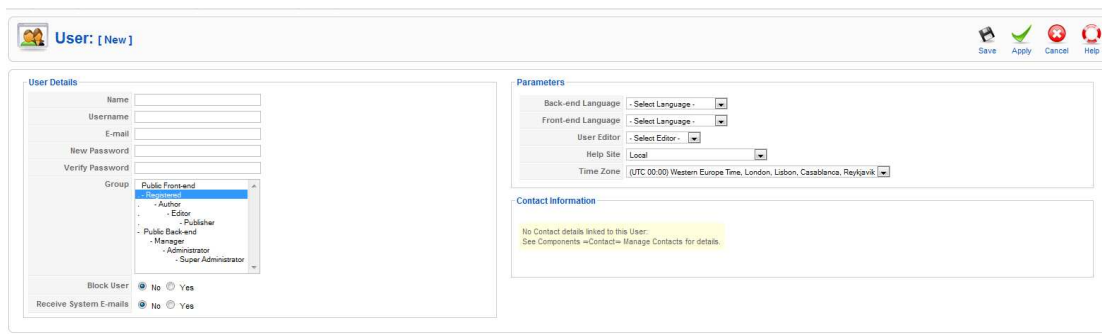 User: [ New ]
Save Apply Cancel Help
User Details
Name
Username
E-mail
New Password
Verify Password
Group
Public Front-end
- Registered
. - Author
. - Editor
. - Publisher
- Public Back-end
- Manager
- Administrator
- Super Administrator
Block User No Yes
Receive System E-mails No Yes
Parameters
Back-end Language - Select Language -
Front-end Language - Select Language -
User Editor - Select Editor -
Help Site Local
Time Zone (UTC 00:00) Western Europe Time, London, Lisbon, Casablanca, Reykjavik
Contact Information
No Contact details linked to this User:
See Components =>Contact=> Manage Contacts for details.